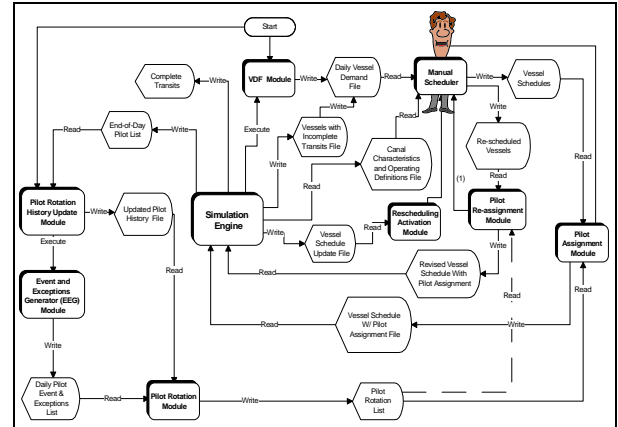 Start
Complete
Transits
Write
VDF Module
Write
Daily Vessel
Demand
File
Read
Manual
Scheduler
Write
Vessel
Schedules
Read
End-of-Day
Pilot List
Write
Execute
Write
Vessels with
Incomplete
Transits File
Write
Read
Canal
Characteristics
and Operating
Definitions File
Write
Re-scheduled
Vessels
Read
Read
Pilot Rotation
History Update
Module
Write
Updated Pilot
History File
Simulation
Engine
Read
Write
Vessel
Schedule
Update File
Read
Rescheduling
Activation
Module
(1)
Pilot
Re-assignment
Module
Pilot
Assignment
Module
Execute
Read
Event and
Exceptions
Generator (EEG)
Module
Read
Revised Vessel
Schedule With
Pilot Assignment
Write
Read
Read
Read
Vessel Schedule
W/ Pilot
Assignment File
Write
Write
Daily Pilot
Event &
Exceptions
List
Read
Pilot Rotation
Module
Write
Pilot
Rotation
List